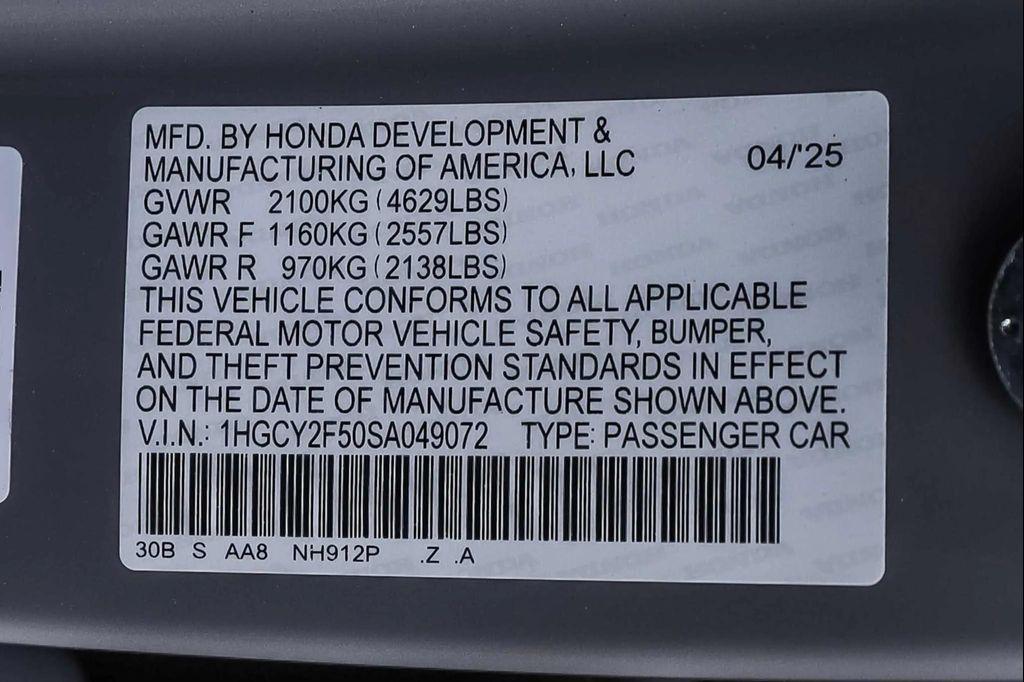 MFD. BY HONDA DEVELOPMENT &
MANUFACTURING OF AMERICA, LLC 04/'25
GVWR 2100KG (4629LBS)
GAWR F 1160KG (2557LBS)
GAWR R 970KG (2138LBS)
THIS VEHICLE CONFORMS TO ALL APPLICABLE
FEDERAL MOTOR VEHICLE SAFETY, BUMPER,
AND THEFT PREVENTION STANDARDS IN EFFECT
ON THE DATE OF MANUFACTURE SHOWN ABOVE.
V.I.N.: 1HGCY2F50SA049072 TYPE: PASSENGER CAR
30B S AA8 NH912P .Z .A